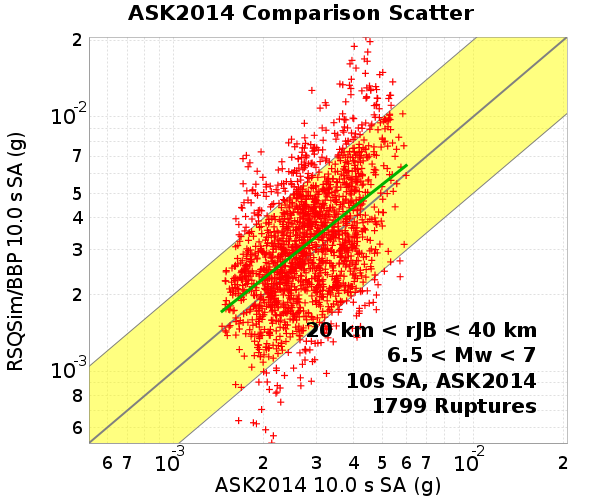 ASK2014 Comparison Scatter
RSQSim/BBP 10.0 s SA (g)
2
10-2
7
5
4
3
2
10-3
8
6
20 km < rJB < 40 km
6.5 < Mw < 7
10s SA, ASK2014
1799 Ruptures
6 7 10-3 2 3 4 5 6 7 10-2 2
ASK2014 10.0 s SA (g)